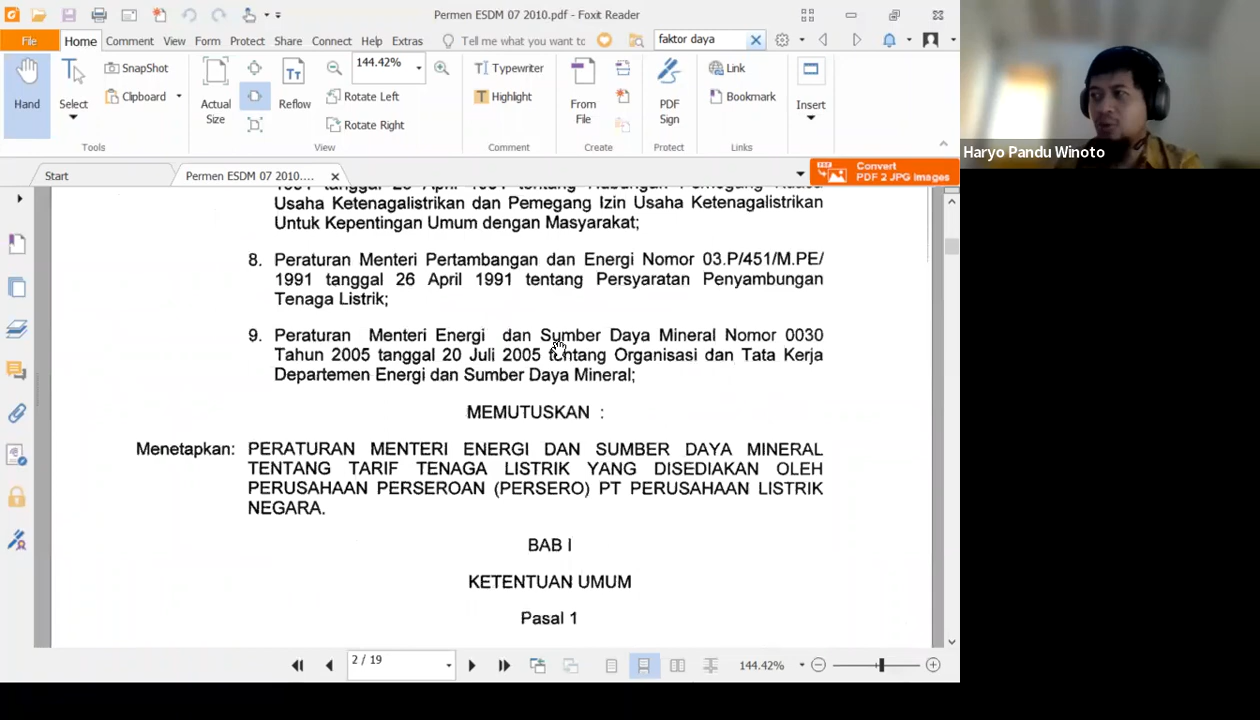 Permen ESDM 07 2010.pdf - Foxit Reader
File Home Comment View Form Protect Share Connect Help Extras Tell me what you want to faktor daya
Hand
Select
SnapShot
Clipboard
Tools
Actual Size
Reflow
144.42%
Rotate Left
Rotate Right
View
Typewriter
Highlight
Comment
From File
Create
PDF Sign
Protect
Link
Bookmark
Links
Insert
Haryo Pandu Winoto
Start
Permen ESDM 07 2010....
Convert
PDF 2 JPG images
Usaha Ketenagalistrikan dan Pemegang Izin Usaha Ketenagalistrikan
Untuk Kepentingan Umum dengan Masyarakat;
8. Peraturan Menteri Pertambangan dan Energi Nomor 03.P/451/M.PE/
1991 tanggal 26 April 1991 tentang Persyaratan Penyambungan
Tenaga Listrik;
9. Peraturan Menteri Energi dan Sumber Daya Mineral Nomor 0030
Tahun 2005 tanggal 20 Juli 2005 tentang Organisasi dan Tata Kerja
Departemen Energi dan Sumber Daya Mineral;
MEMUTUSKAN :
Menetapkan: PERATURAN MENTERI ENERGI DAN SUMBER DAYA MINERAL
TENTANG TARIF TENAGA LISTRIK YANG DISEDIAKAN OLEH
PERUSAHAAN PERSEROAN (PERSERO) PT PERUSAHAAN LISTRIK
NEGARA.
BAB I
KETENTUAN UMUM
Pasal 1
2 / 19
144.42%